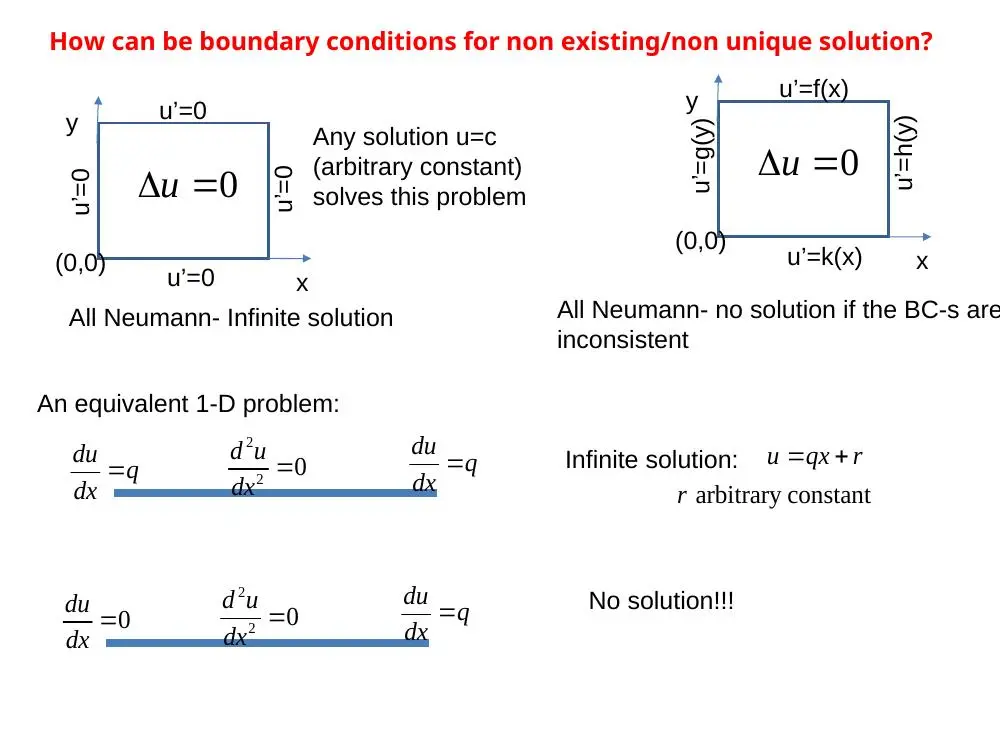 How can be boundary conditions for non existing/non unique solution?
y
u’=0
u’=0
Δu =0
u’=0
(0,0)
u’=0
x
Any solution u=c
(arbitrary constant)
solves this problem
All Neumann- Infinite solution
y
u’=f(x)
u’=g(y)
Δu =0
u’=h(y)
(0,0)
u’=k(x)
x
All Neumann- no solution if the BC-s are
inconsistent
An equivalent 1-D problem:
du/dx =q
d²u/dx² =0
du/dx =q
Infinite solution: u =qx + r
r arbitrary constant
du/dx =0
d²u/dx² =0
du/dx =q
No solution!!!